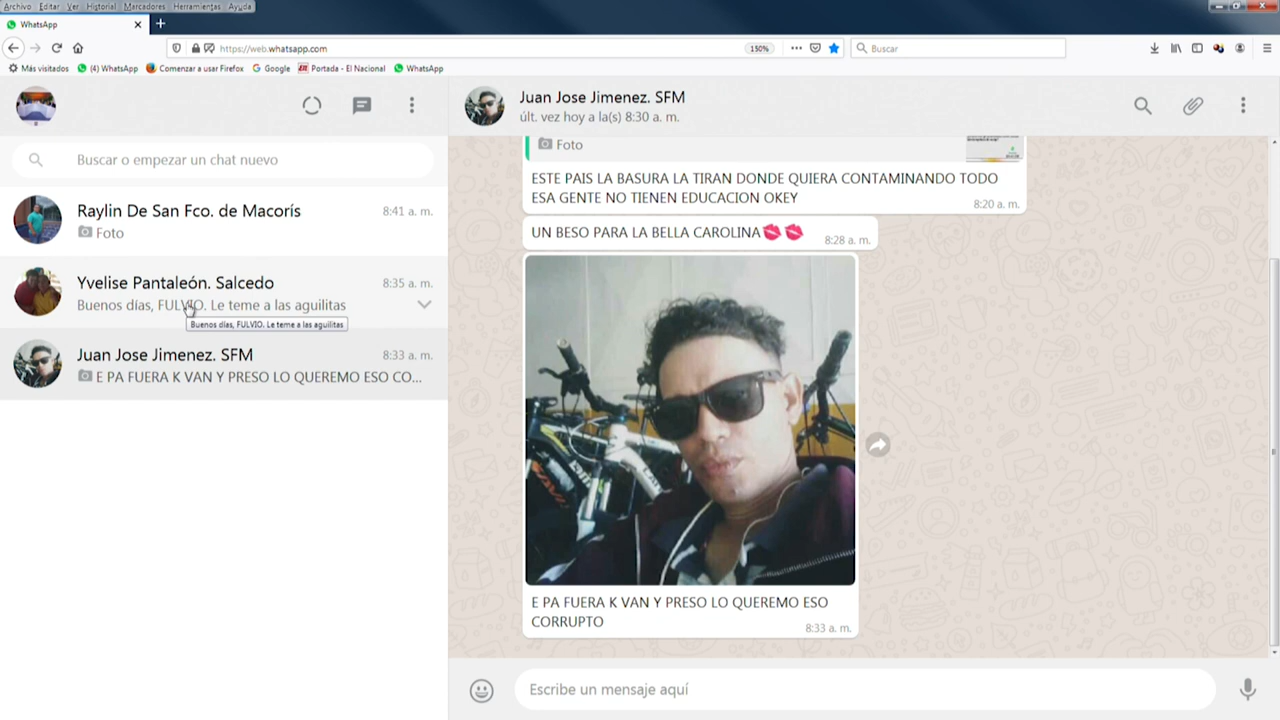 Archivo Editar Ver Historial Marcadores Herramientas Ayuda
WhatsApp
https://web.whatsapp.com
150%
Buscar
Más visitados
(4) WhatsApp
Comenzar a usar Firefox
Google
Portada - El Nacional
WhatsApp
Buscar o empezar un chat nuevo
Raylin De San Fco. de Macorís
8:41 a. m.
Foto
Yvelise Pantaleón. Salcedo
8:35 a. m.
Buenos días, FULVIO. Le teme a las aguilitas
Buenos días, FULVIO. Le teme a las aguilitas
Juan Jose Jimenez. SFM
8:33 a. m.
E PA FUERA K VAN Y PRESO LO QUEREMO ESO CO...
Juan Jose Jimenez. SFM
últ. vez hoy a la(s) 8:30 a. m.
Foto
ESTE PAIS LA BASURA LA TIRAN DONDE QUIERA CONTAMINANDO TODO
ESA GENTE NO TIENEN EDUCACION OKEY
8:20 a. m.
UN BESO PARA LA BELLA CAROLINA💋💋
8:28 a. m.
E PA FUERA K VAN Y PRESO LO QUEREMO ESO
CORRUPTO
8:33 a. m.
Escribe un mensaje aquí